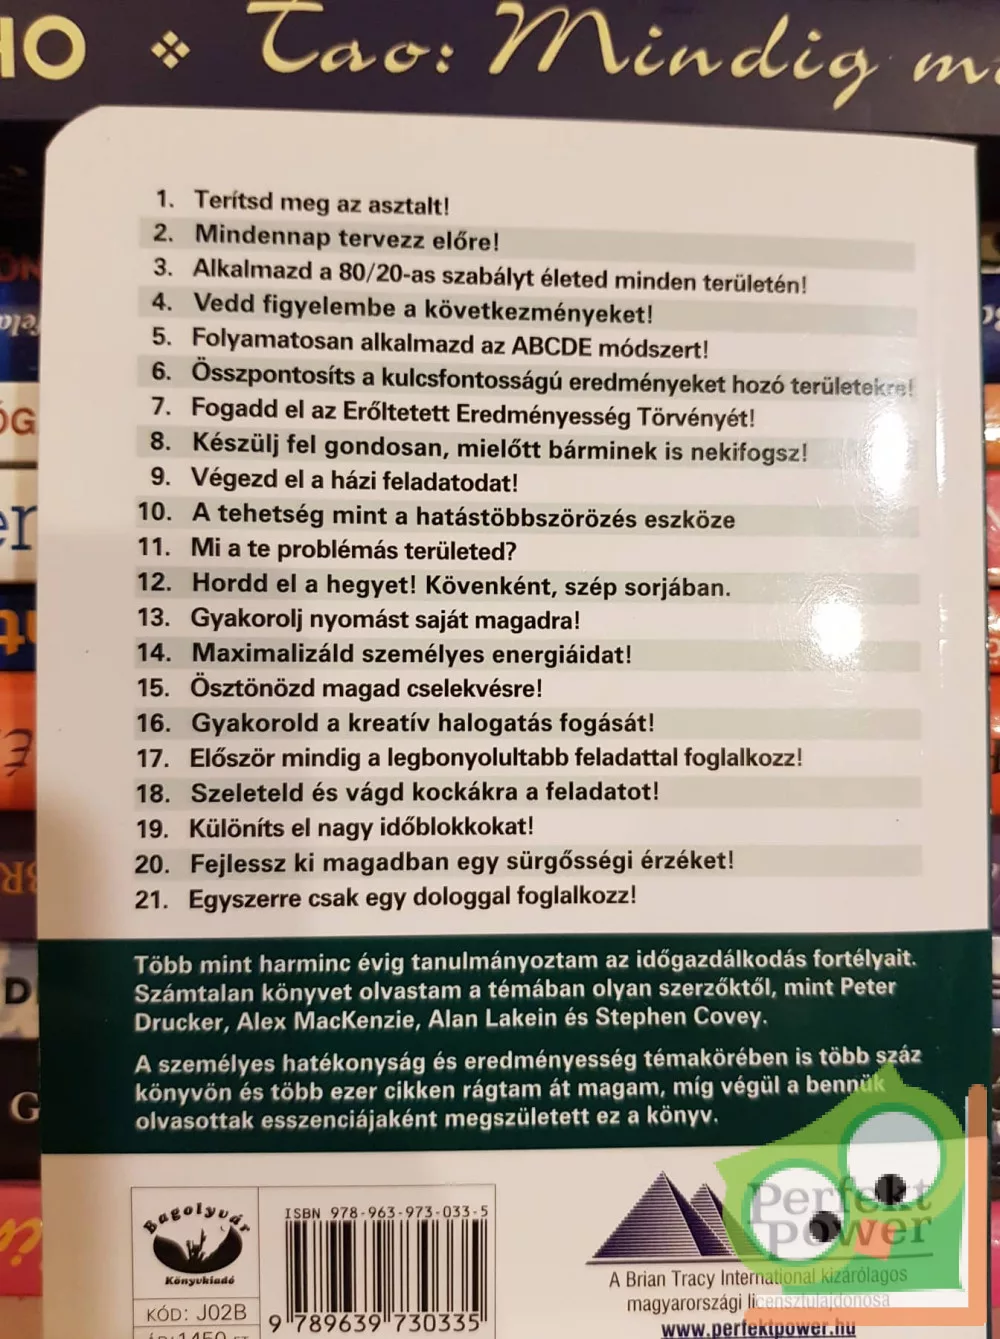 HO ❖ Tao: Mindig
1. Terítsd meg az asztalt!
2. Mindennap tervezz előre!
3. Alkalmazd a 80/20-as szabályt életed minden területén!
4. Vedd figyelembe a következményeket!
5. Folyamatosan alkalmazd az ABCDE módszert!
6. Összpontosíts a kulcsfontosságú eredményeket hozó területekre!
7. Fogadd el az Erőltetett Eredményesség Törvényét!
8. Készülj fel gondosan, mielőtt bárminek is nekifogsz!
9. Végezd el a házi feladatodat!
10. A tehetség mint a hatástöbbszörözés eszköze
11. Mi a te problémás területed?
12. Hordd el a hegyet! Kövenként, szép sorjában.
13. Gyakorolj nyomást saját magadra!
14. Maximalizáld személyes energiáidat!
15. Ösztönözd magad cselekvésre!
16. Gyakorold a kreatív halogatás fogását!
17. Először mindig a legbonyolultabb feladattal foglalkozz!
18. Szeleteld és vágd kockákra a feladatot!
19. Különíts el nagy időblokkokat!
20. Fejlessz ki magadban egy sürgősségi érzéket!
21. Egyszerre csak egy dologgal foglalkozz!
Több mint harminc évig tanulmányoztam az időgazdálkodás fortélyait.
Számtalan könyvet olvastam a témában olyan szerzőktől, mint Peter
Drucker, Alex MacKenzie, Alan Lakein és Stephen Covey.
A személyes hatékonyság és eredményesség témakörében is több száz
könyvön és több ezer cikken rágtam át magam, míg végül a bennük
olvasottak esszenciájaként megszületett ez a könyv.
Bagolyvár
Könyvkiadó
KÓD: J02B
ISBN 978-963-973-033-5
9 789639 730335
Perfekt
Power
A Brian Tracy International kizárólagos
magyarországi licensztulajdonosa
www.perfektpower.hu